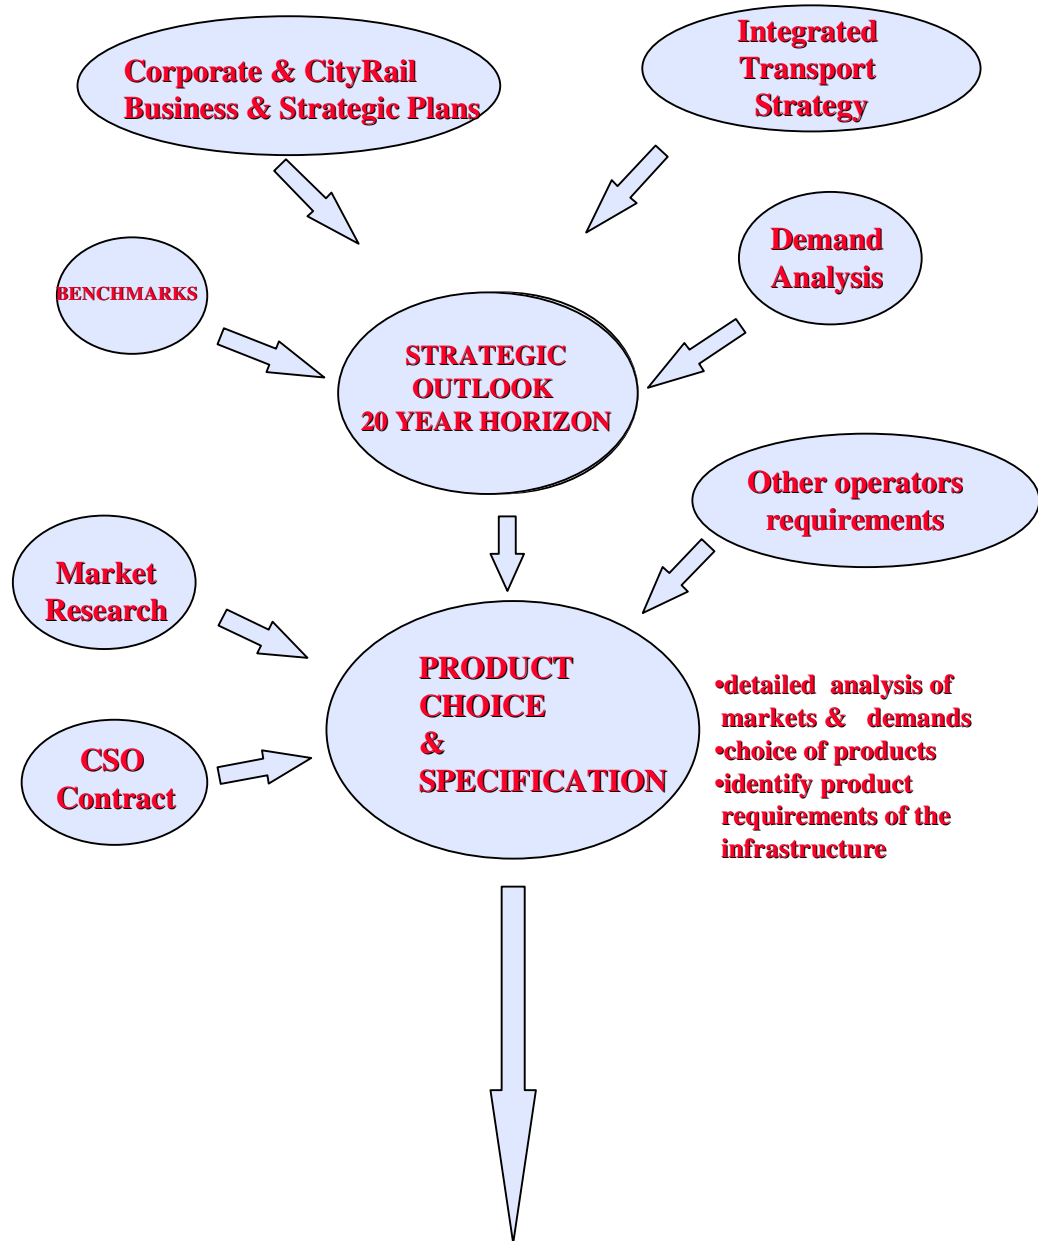 Corporate & CityRail
Business & Strategic Plans
Integrated
Transport
Strategy
BENCHMARKS
Demand
Analysis
STRATEGIC
OUTLOOK
20 YEAR HORIZON
Other operators
requirements
Market
Research
CSO
Contract
PRODUCT
CHOICE
&
SPECIFICATION
•detailed analysis of
markets & demands
•choice of products
•identify product
requirements of the
infrastructure